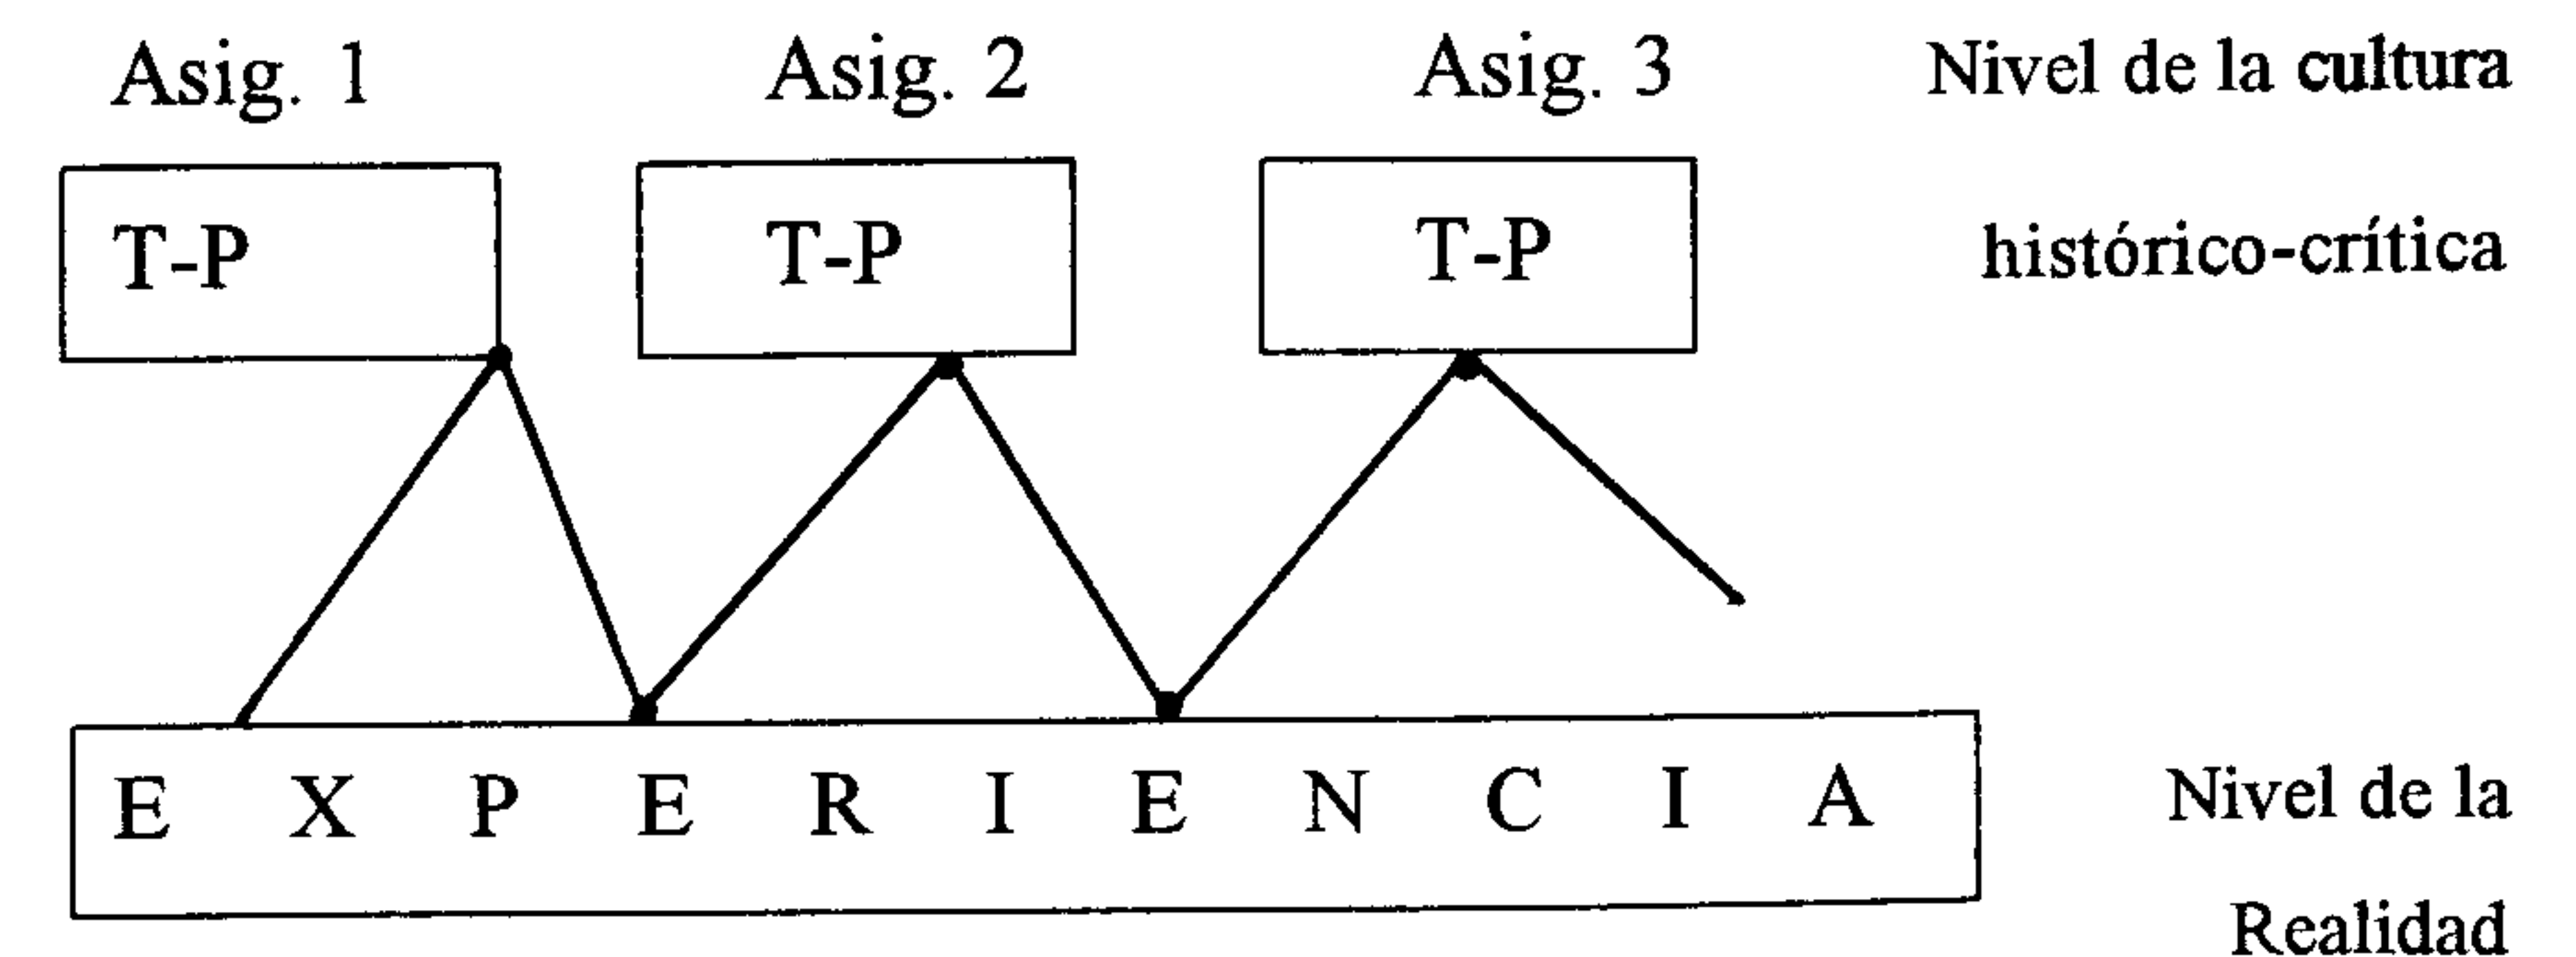 Asig. 1 Asig. 2 Asig. 3 Nivel de la cultura
T-P T-P T-P histórico-crítica
E X P E R I E N C I A Nivel de la
Realidad